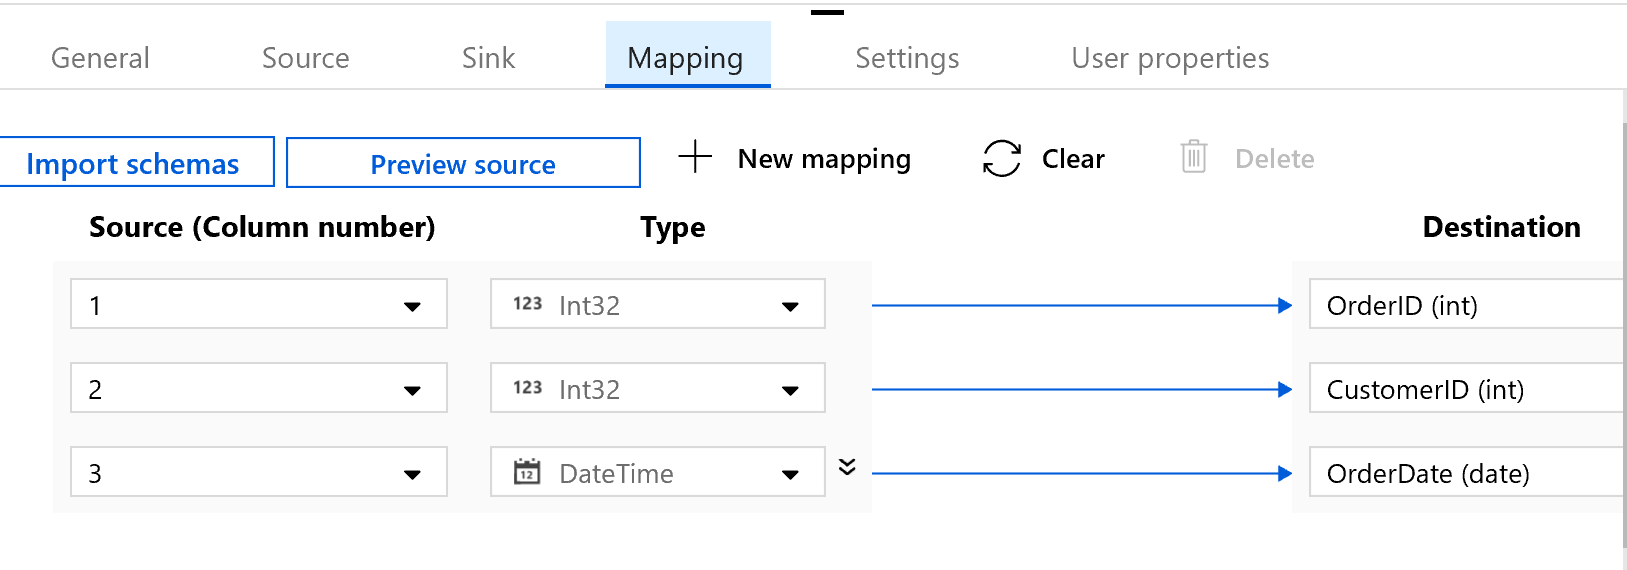 General Source Sink Mapping Settings User properties
Import schemas Preview source New mapping Clear Delete
Source (Column number) Type Destination
1 123 Int32 OrderID (int)
2 123 Int32 CustomerID (int)
3 12 DateTime OrderDate (date)